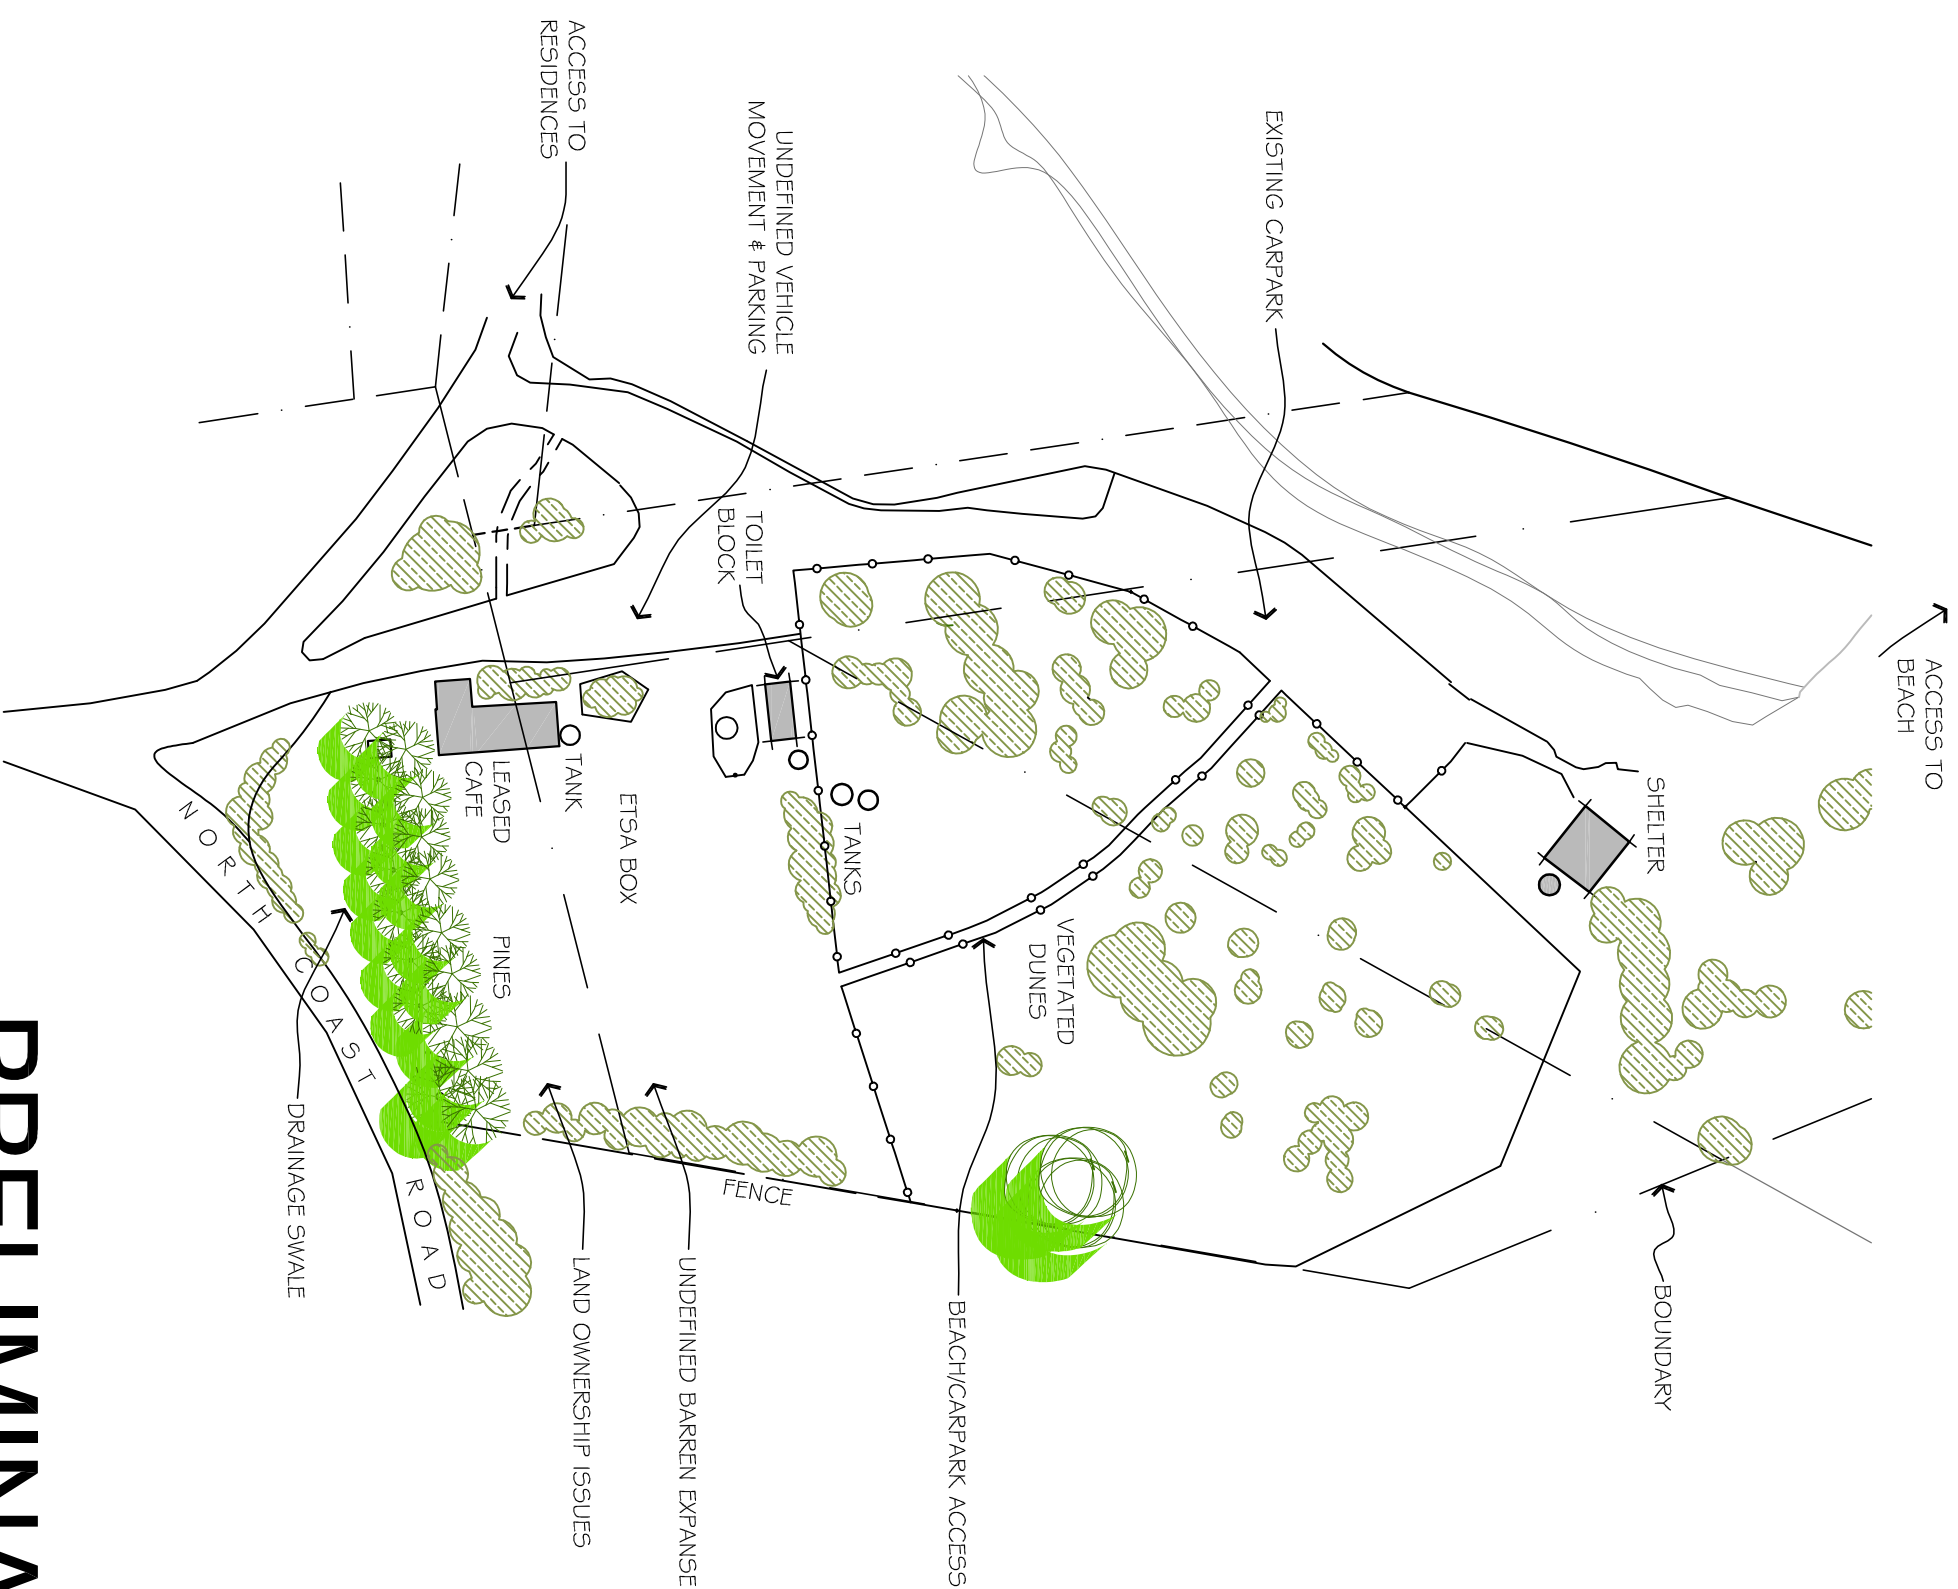 ACCESS TO
RESIDENCES
UNDEFINED VEHICLE
MOVEMENT & PARKING
EXISTING CARPARK
ACCESS TO
BEACH
TOILET
BLOCK
SHELTER
TANK
LEASED
CAFE
ETSA BOX
TANKS
PINES
VEGETATED
DUNES
NORTH COAST ROAD
FENCE
DRAINAGE SWALE
LAND OWNERSHIP ISSUES
UNDEFINED BARREN EXPANSE
BEACH/CARPARK ACCESS
BOUNDARY